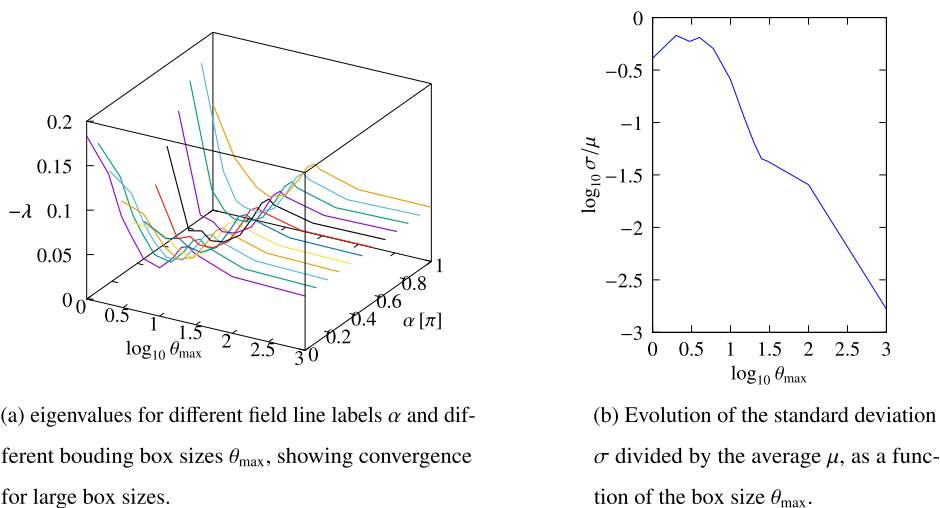 0.2
0.15
0.1
−λ
0.05
0
0
0.5
1
1.5
2
2.5
3
log₁₀ θmax
0
0.2
0.4
0.6
0.8
1
α [π]
(a) eigenvalues for different field line labels α and dif-
ferent bouding box sizes θmax, showing convergence
for large box sizes.
0
−0.5
−1
−1.5
−2
−2.5
−3
log₁₀ σ/μ
0 0.5 1 1.5 2 2.5 3
log₁₀ θmax
(b) Evolution of the standard deviation
σ divided by the average μ, as a func-
tion of the box size θmax.